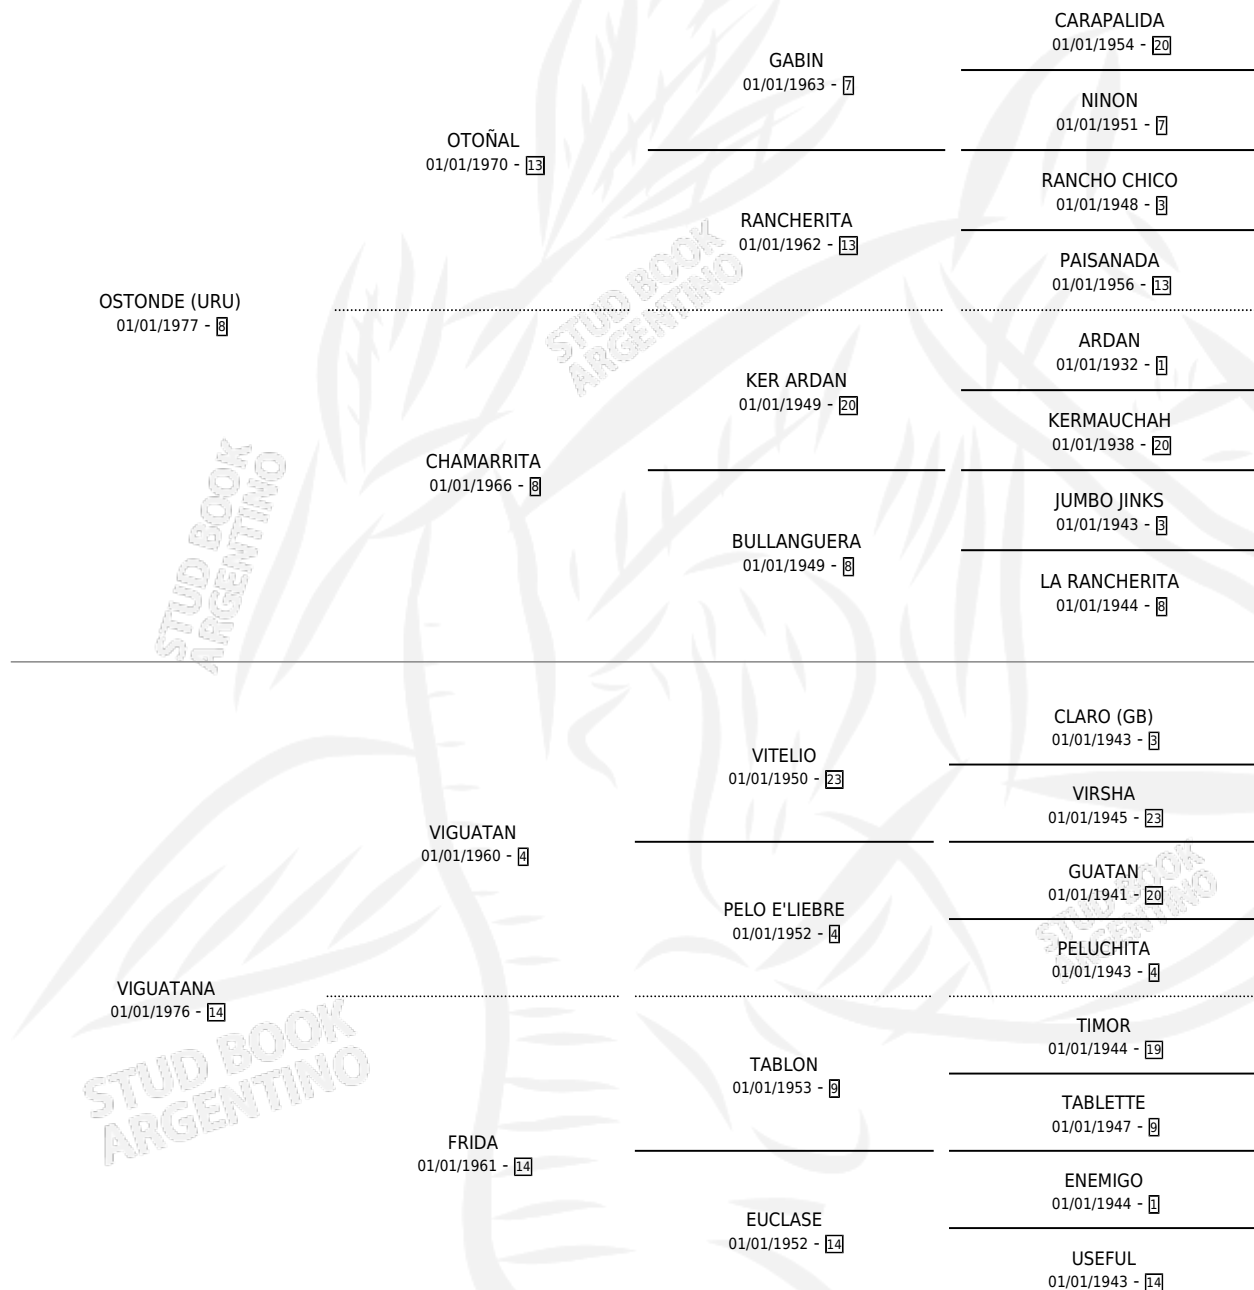 CARAPALIDA
01/01/1954 - 20
GABIN
01/01/1963 - 7
NINON
01/01/1951 - 7
OTOÑAL
01/01/1970 - 13
RANCHO CHICO
01/01/1948 - 3
RANCHERITA
01/01/1962 - 13
PAISANADA
01/01/1956 - 13
OSTONDE (URU)
01/01/1977 - 8
STUD BOOK
ARGENTINO
ARDAN
01/01/1932 - 1
KER ARDAN
01/01/1949 - 20
KERMAUCHAH
01/01/1938 - 20
CHAMARRITA
01/01/1966 - 8
JUMBO JINKS
01/01/1943 - 3
BULLANGUERA
01/01/1949 - 8
LA RANCHERITA
01/01/1944 - 8
STUD BOOK
ARGENTINO
CLARO (GB)
01/01/1943 - 3
VITELIO
01/01/1950 - 23
VIRSHA
01/01/1945 - 23
VIGUATAN
01/01/1960 - 4
GUATAN
01/01/1941 - 20
PELO E'LIEBRE
01/01/1952 - 4
STUD BOOK
ARGENTINO
PELUCHITA
01/01/1943 - 4
VIGUATANA
01/01/1976 - 14
TIMOR
01/01/1944 - 19
TABLON
01/01/1953 - 9
STUD BOOK
ARGENTINO
TABLETTE
01/01/1947 - 9
FRIDA
01/01/1961 - 14
ENEMIGO
01/01/1944 - 1
EUCLASE
01/01/1952 - 14
USEFUL
01/01/1943 - 14